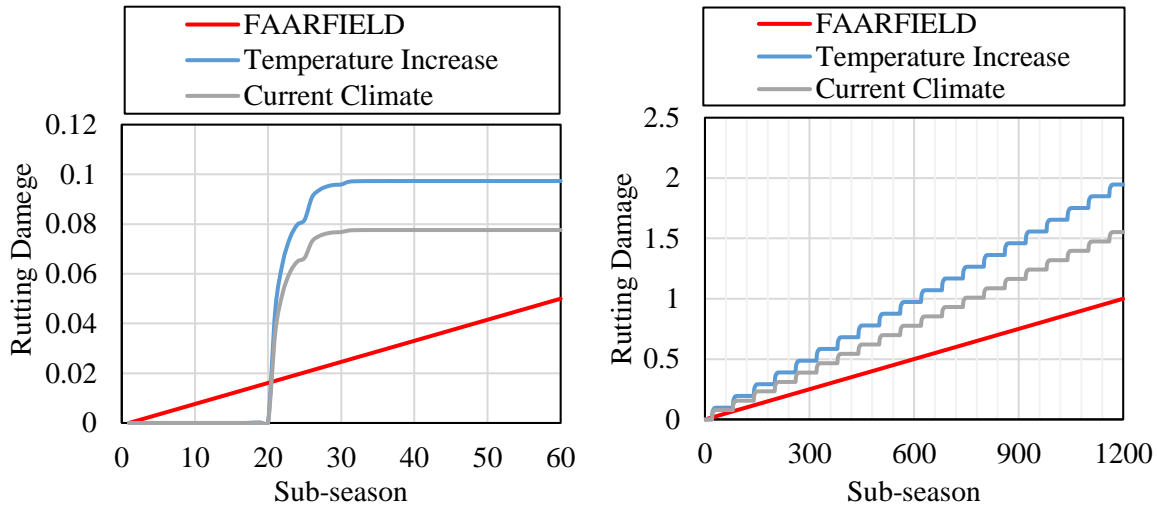 FAARFIELD
Temperature Increase
Current Climate
Rutting Damege
0.12
0.1
0.08
0.06
0.04
0.02
0
0 10 20 30 40 50 60
Sub-season
FAARFIELD
Temperature Increase
Current Climate
Rutting Damage
2.5
2
1.5
1
0.5
0
0 300 600 900 1200
Sub-season